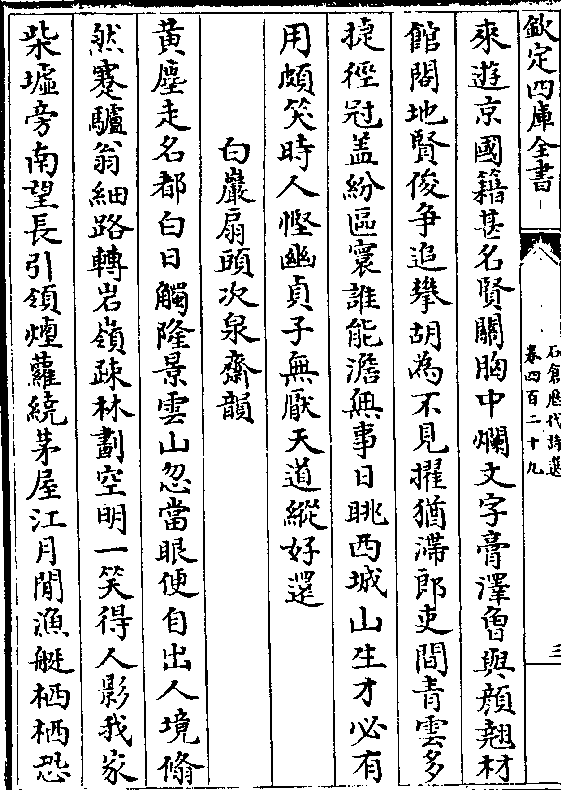 欽定四庫全書
石倉歷代詩選
卷四百二十九
三
來遊京國籍甚名賢關胸中爛文字膏澤魯與顏翹材
館閣地賢俊争追攀胡為不見擢猶滯郎吏間青雲多
捷徑冠盖紛區寰誰能澹無事日眺西城山生才必有
用頗笑時人慳幽貞子無厭天道縱好還
白巖扇頭次泉齋韻
黄塵走名都白日觸隆景雲山忽當眼便自出人境翛
然蹇驢翁細路轉岩嶺疎林劃空明一笑得人影我家
柴墟旁南望長引領煙蘿繞茅屋江月閒漁艇栖栖恐